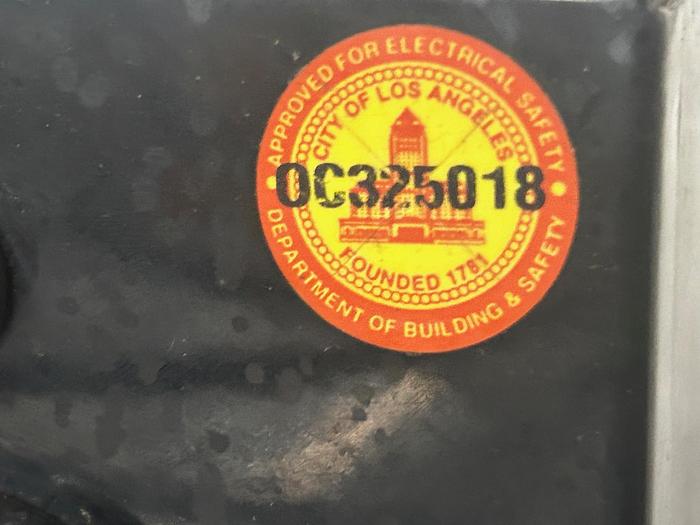 APPROVED FOR ELECTRICAL SAFETY
CITY OF LOS ANGELES
0C325018
FOUNDED 1781
DEPARTMENT OF BUILDING & SAFETY